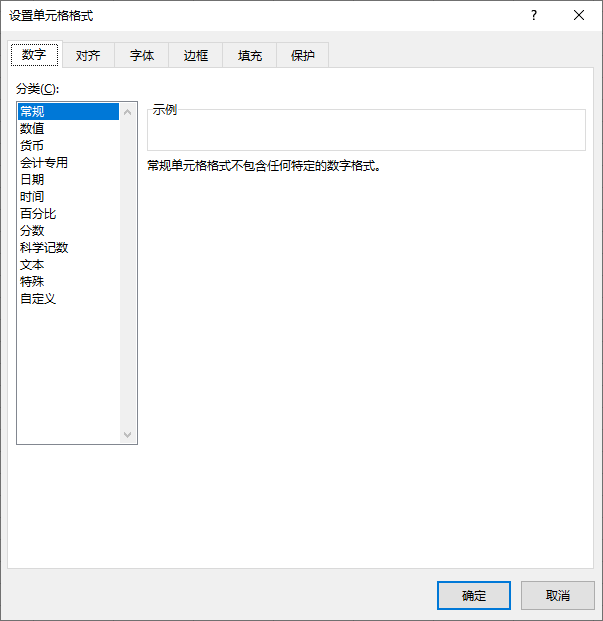 设置单元格格式
?
数字 对齐 字体 边框 填充 保护
分类(C):
常规
数值
货币
会计专用
日期
时间
百分比
分数
科学记数
文本
特殊
自定义
示例
常规单元格格式不包含任何特定的数字格式。
确定 取消